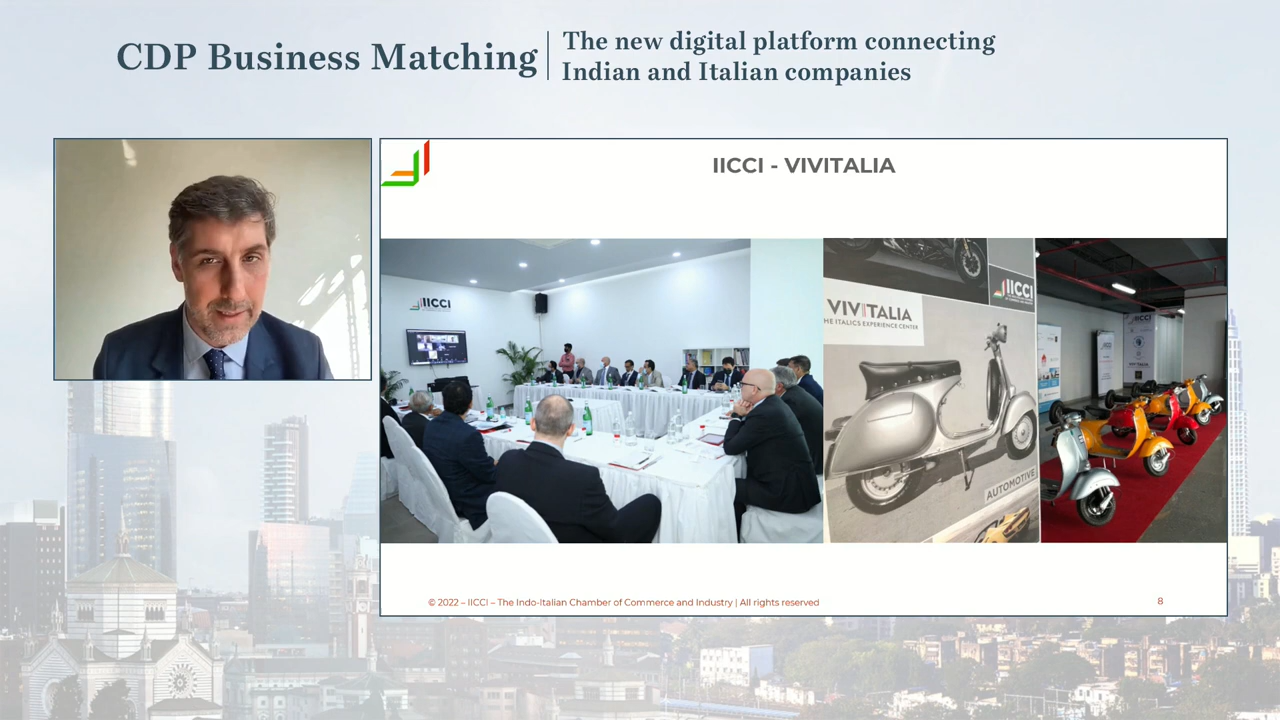 CDP Business Matching
The new digital platform connecting
Indian and Italian companies
IICCI - VIVITALIA
IICCI
VIVITALIA
HE ITALICS EXPERIENCE CENTER
IICCI
AUTOMOTIVE
© 2022 – IICCI – The Indo-Italian Chamber of Commerce and Industry | All rights reserved
8